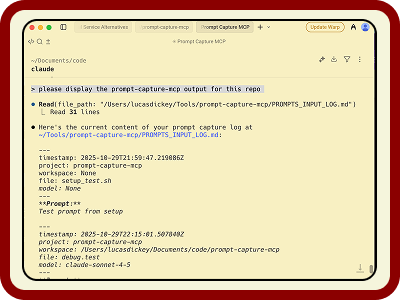 Service Alternatives
prompt-capture-mcp
Prompt Capture MCP
Update Warp
Prompt Capture MCP
~/Documents/code
claude
> please display the prompt-capture-mcp output for this repo
● Read(file_path: "/Users/lucasdickey/Tools/prompt-capture-mcp/PROMPTS_INPUT_LOG.md")
⎿ Read 31 lines
● Here's the current content of your prompt capture log at
~/Tools/prompt-capture-mcp/PROMPTS_INPUT_LOG.md:
---
timestamp: 2025-10-29T21:59:47.219086Z
project: prompt-capture-mcp
workspace: None
file: setup_test.sh
model: None
---
**Prompt:**
Test prompt from setup
---
timestamp: 2025-10-29T22:15:01.507840Z
project: prompt-capture-mcp
workspace: /Users/lucasdickey/Documents/code/prompt-capture-mcp
file: debug.test
model: claude-sonnet-4-5
---